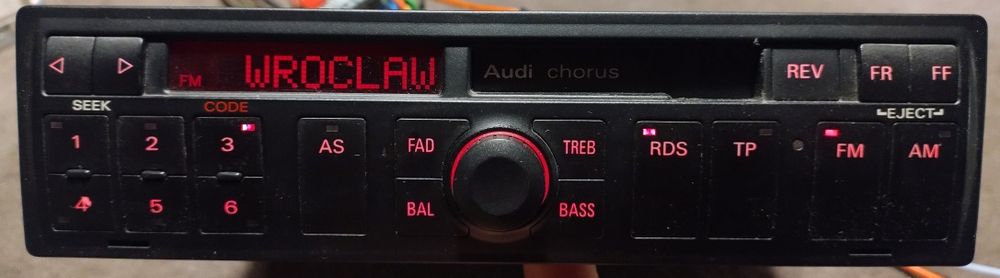 FM WROCLAW
Audi chorus
REV
FR FF
SEEK
CODE
EJECT
1 2 3
4 5 6
AS
FAD TREB
BAL BASS
RDS TP
FM AM